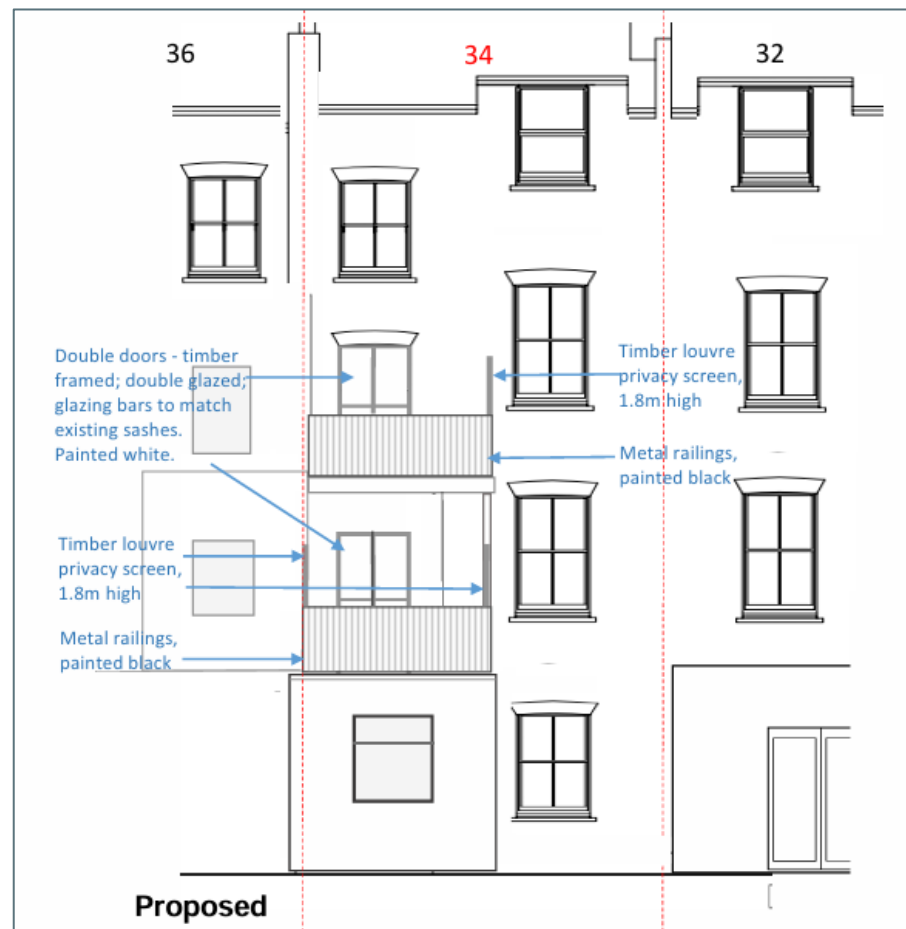 36
34
32
Double doors - timber
framed; double glazed;
glazing bars to match
existing sashes.
Painted white.
Timber louvre
privacy screen,
1.8m high
Metal railings,
painted black
Timber louvre
privacy screen,
1.8m high
Metal railings,
painted black
Proposed